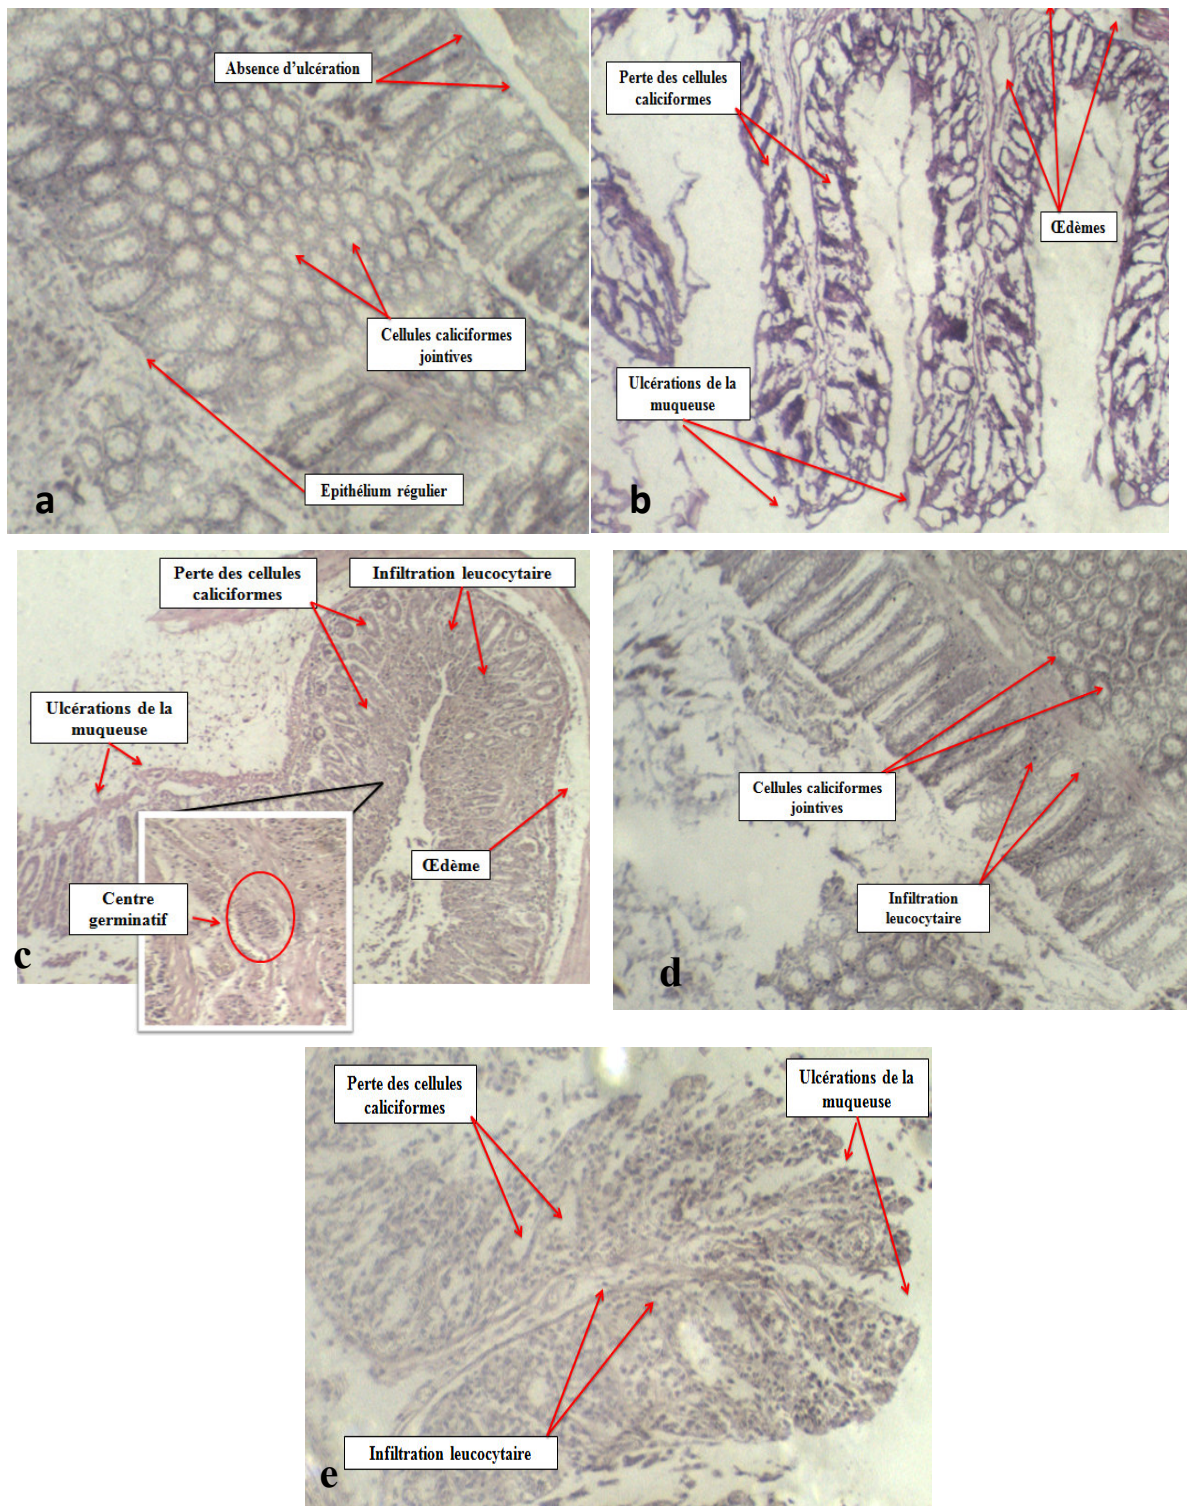 Absence d'ulcération
Cellules caliciformes
jointives
Epithélium régulier
a
Perte des cellules
caliciformes
Œdèmes
Ulcérations de la
muqueuse
b
Perte des cellules
caliciformes
Infiltration leucocytaire
Ulcérations de la
muqueuse
Œdème
Centre
germinatif
c
Cellules caliciformes
jointives
Infiltration
leucocytaire
d
Perte des cellules
caliciformes
Ulcérations de la
muqueuse
Infiltration leucocytaire
e